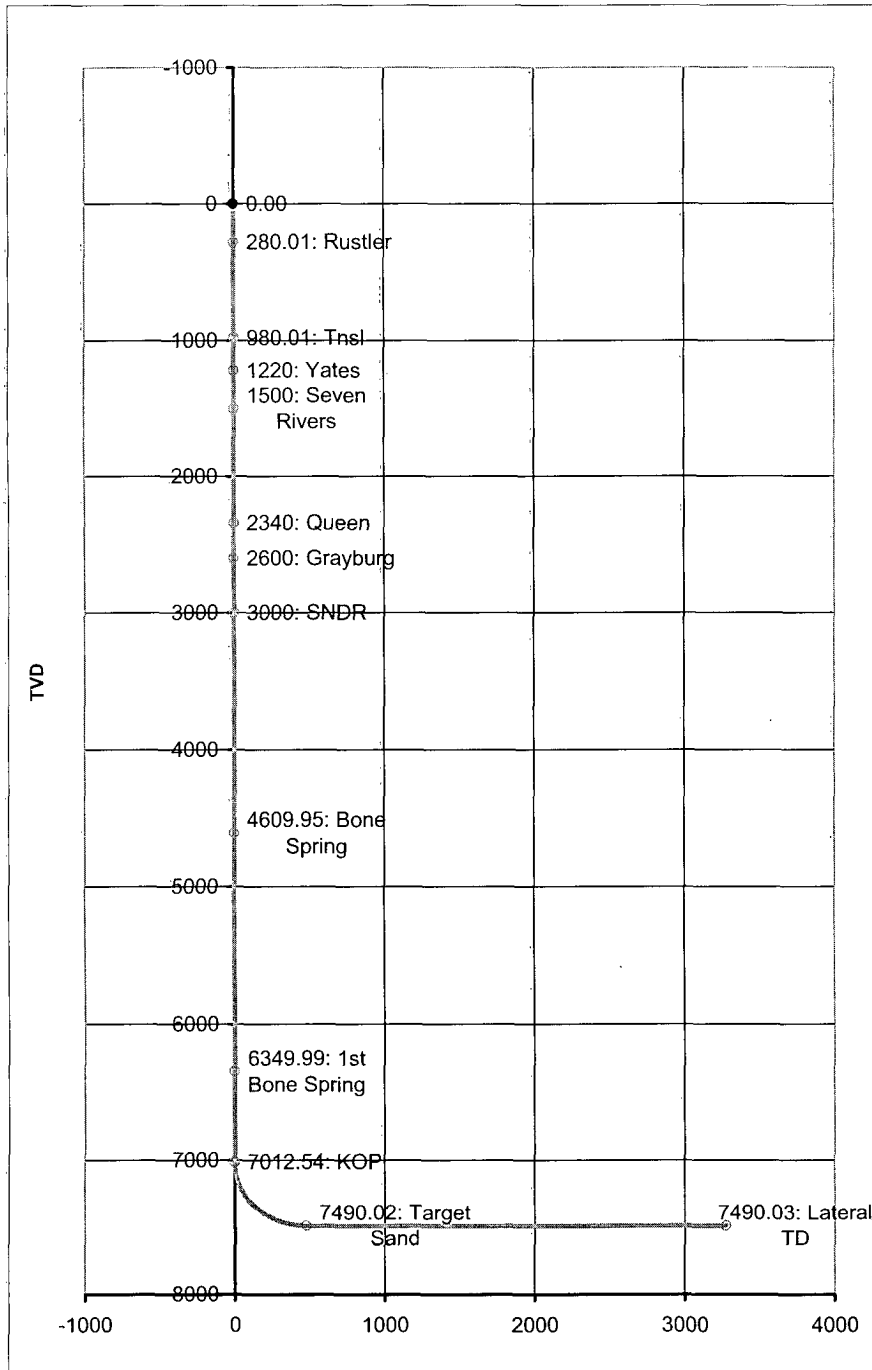 -1000
0 0.00
280.01: Rustler
980.01: Tnsl
1000
1220: Yates
1500: Seven
Rivers
2000
2340: Queen
2600: Grayburg
3000 3000: SNDR
TVD
4000
4609.95: Bone
Spring
5000
6000
6349.99: 1st
Bone Spring
7000 7012.54: KOP
7490.02: Target
Sand
7490.03: Lateral
TD
8000
-1000 0 1000 2000 3000 4000